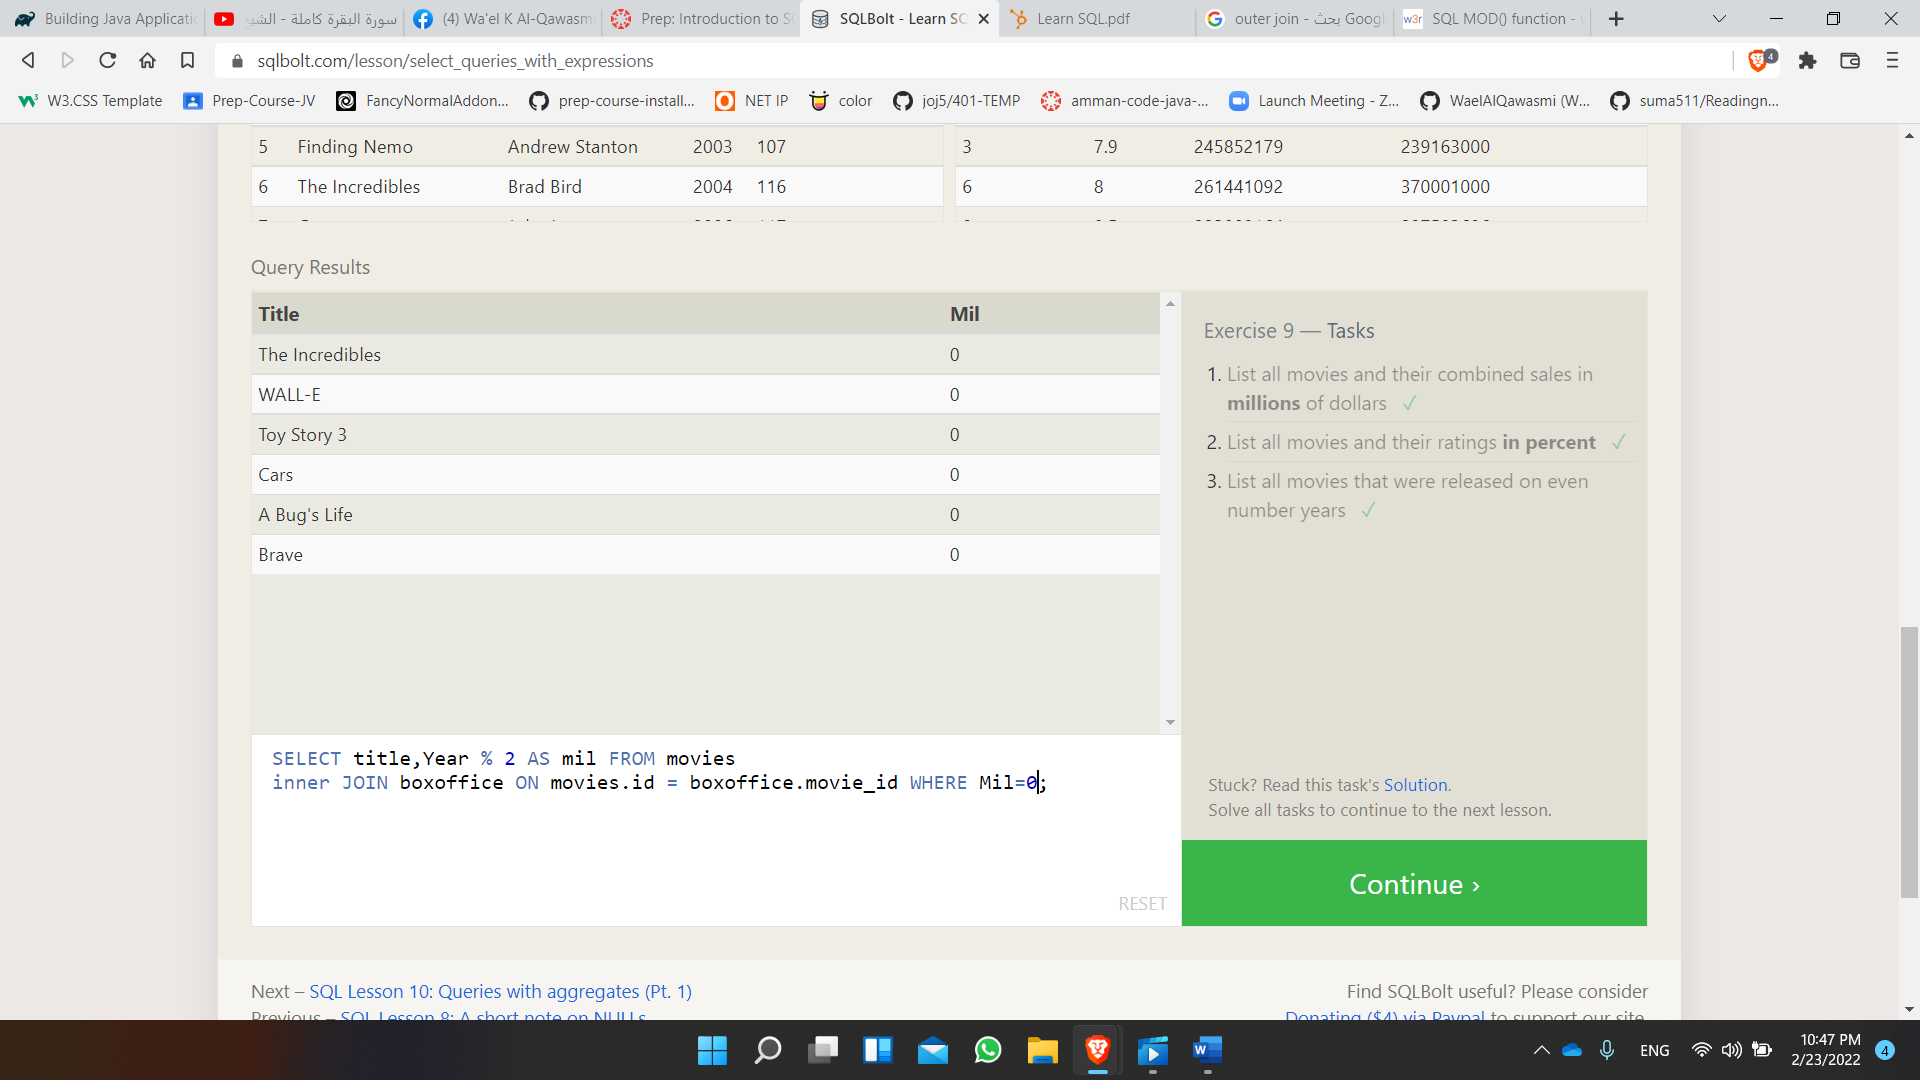 Building Java Applicati
سورة البقرة كاملة - الشيخ
(4) Wa'el K Al-Qawasm
Prep: Introduction to S
SQLBolt - Learn SQ
Learn SQL.pdf
outer join - بحث Googl
w3r SQL MOD() function -
sqlbolt.com/lesson/select_queries_with_expressions
4
W3.CSS Template
Prep-Course-JV
FancyNormalAddon...
prep-course-install...
NET IP
color
joj5/401-TEMP
amman-code-java-...
Launch Meeting - Z...
WaelAlQawasmi (W...
suma511/Readingn...
5 Finding Nemo Andrew Stanton 2003 107
3 7.9 245852179 239163000
6 The Incredibles Brad Bird 2004 116
6 8 261441092 370001000
Query Results
Title Mil
The Incredibles 0
WALL-E 0
Toy Story 3 0
Cars 0
A Bug's Life 0
Brave 0
Exercise 9 — Tasks
1. List all movies and their combined sales in
millions of dollars ✓
2. List all movies and their ratings in percent ✓
3. List all movies that were released on even
number years ✓
SELECT title,Year % 2 AS mil FROM movies
inner JOIN boxoffice ON movies.id = boxoffice.movie_id WHERE Mil=0;
RESET
Stuck? Read this task's Solution.
Solve all tasks to continue to the next lesson.
Continue ›
Next – SQL Lesson 10: Queries with aggregates (Pt. 1)
Previous – SQL Lesson 8: A short note on NULLs
Find SQLBolt useful? Please consider
Donating ($4) via Paypal to support our site.
ENG
10:47 PM
2/23/2022
4